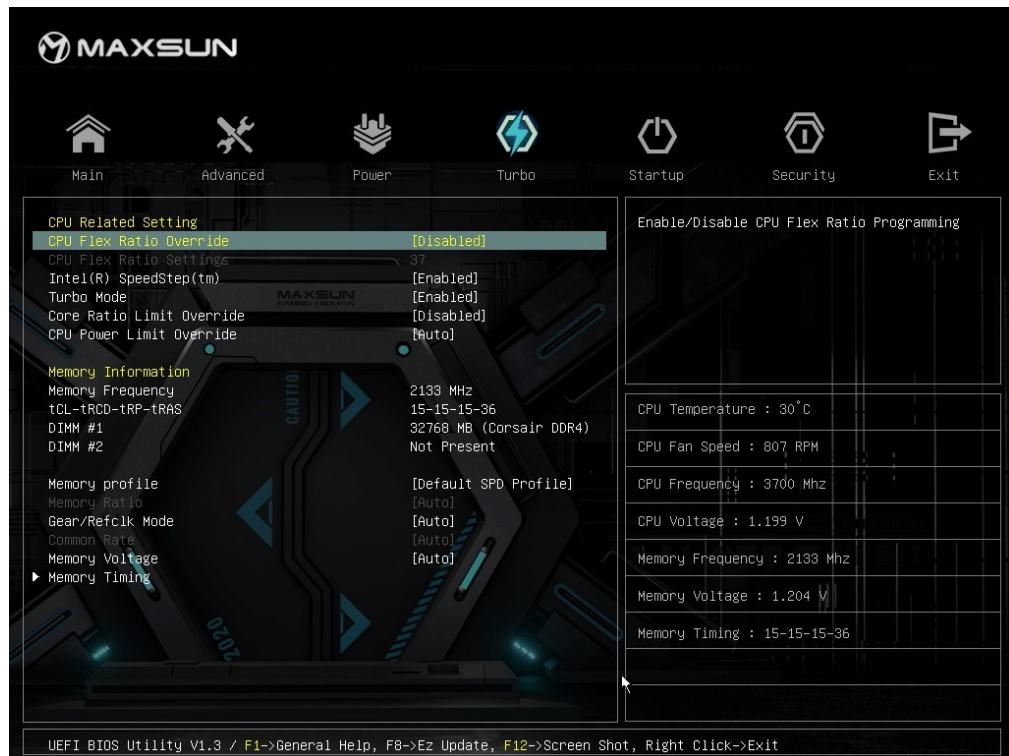 MAXSUN
Main Advanced Power Turbo Startup Security Exit
CPU Related Setting
CPU Flex Ratio Override [Disabled]
CPU Flex Ratio Settings 37
Intel(R) SpeedStep(tm) [Enabled]
Turbo Mode [Enabled]
Core Ratio Limit Override [Disabled]
CPU Power Limit Override [Auto]
Memory Information
Memory Frequency 2133 MHz
tCL-tRCD-tRP-tRAS 15-15-15-36
DIMM #1 32768 MB (Corsair DDR4)
DIMM #2 Not Present
Memory profile [Default SPD Profile]
Memory Ratio [Auto]
Gear/Refclk Mode [Auto]
Common Rate [Auto]
Memory Voltage [Auto]
Memory Timing
MAXSUN
GAMING ENDLESS
CAUTION
2020
Enable/Disable CPU Flex Ratio Programming
CPU Temperature : 30°C
CPU Fan Speed : 807 RPM
CPU Frequency : 3700 Mhz
CPU Voltage : 1.199 V
Memory Frequency : 2133 Mhz
Memory Voltage : 1.204 V
Memory Timing : 15-15-15-36
UEFI BIOS Utility V1.3 / F1->General Help, F8->Ez Update, F12->Screen Shot, Right Click->Exit